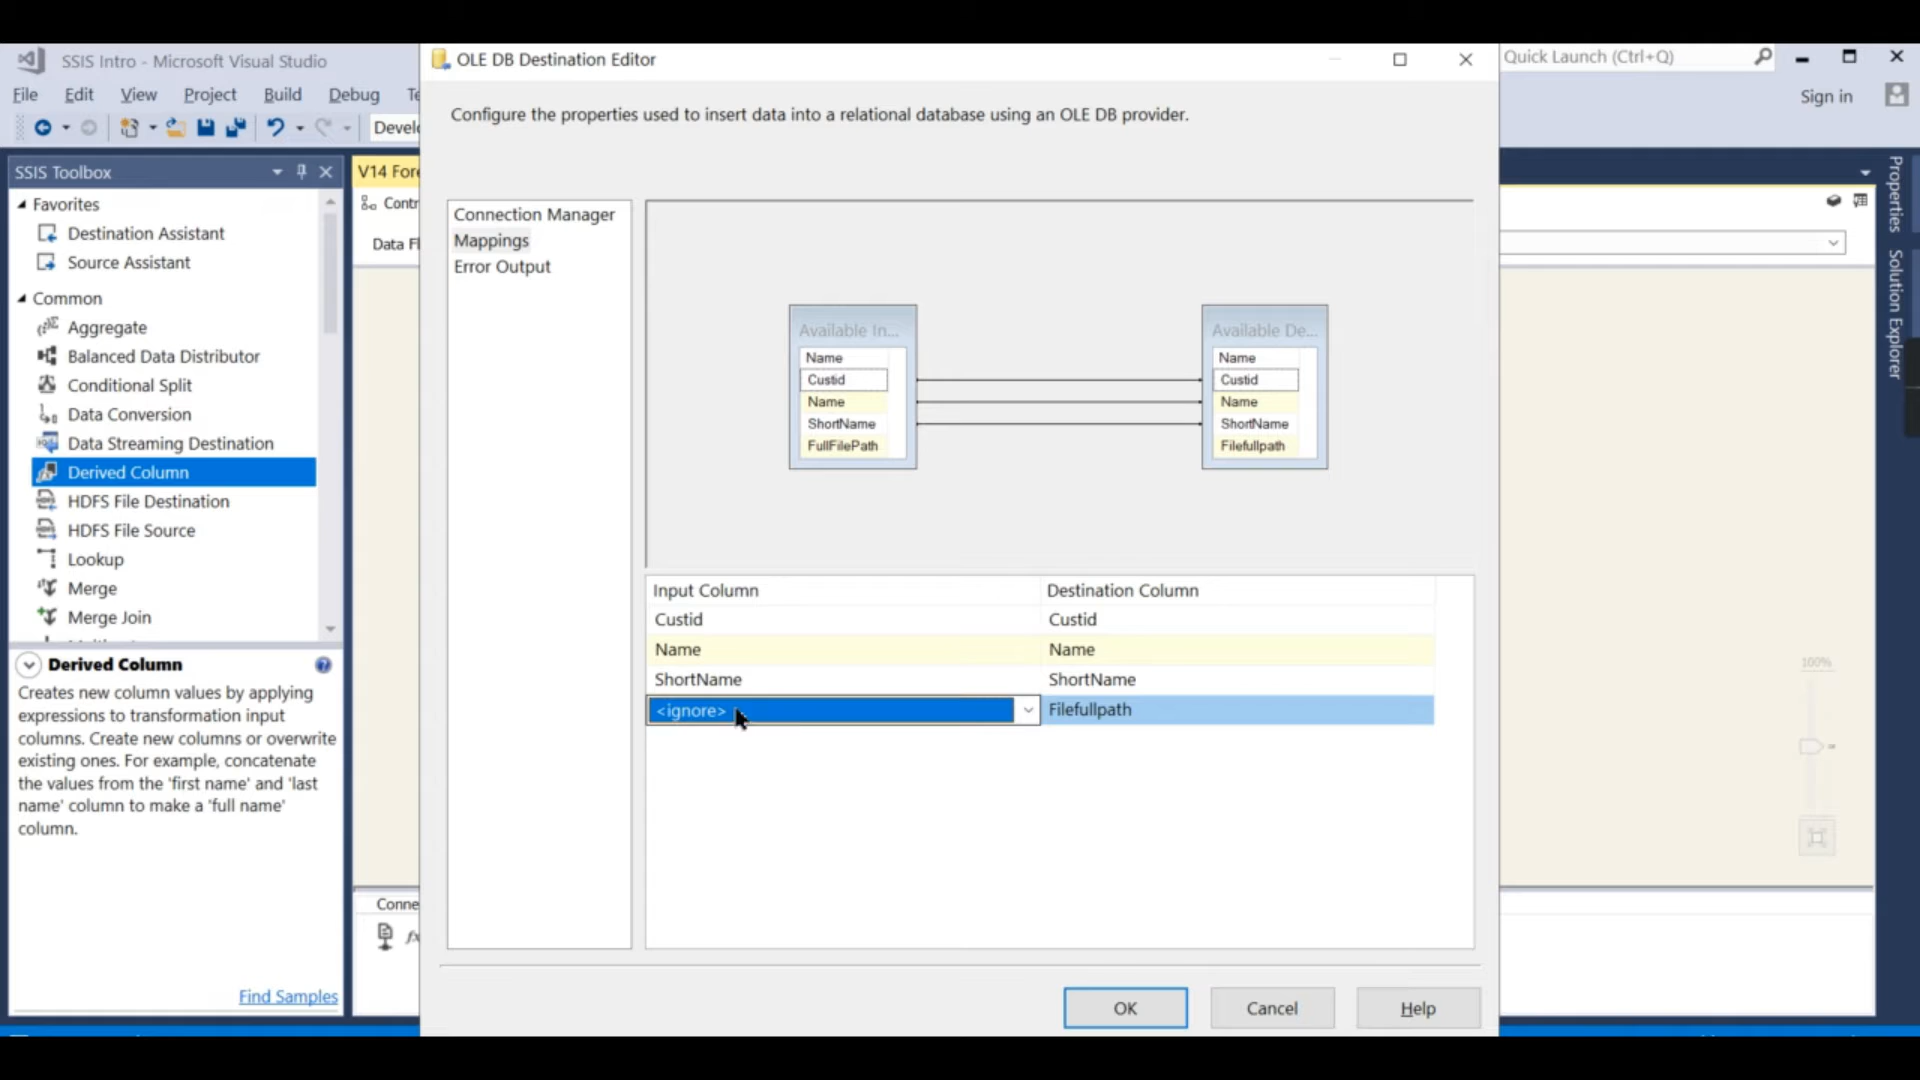 SSIS Intro - Microsoft Visual Studio
OLE DB Destination Editor
Quick Launch (Ctrl+Q)
File Edit View Project Build Debug
Sign in
Configure the properties used to insert data into a relational database using an OLE DB provider.
SSIS Toolbox
Favorites
Destination Assistant
Source Assistant
Common
Aggregate
Balanced Data Distributor
Conditional Split
Data Conversion
Data Streaming Destination
Derived Column
HDFS File Destination
HDFS File Source
Lookup
Merge
Merge Join
Derived Column
Creates new column values by applying
expressions to transformation input
columns. Create new columns or overwrite
existing ones. For example, concatenate
the values from the 'first name' and 'last
name' column to make a 'full name'
column.
Find Samples
V14 Fore
Contr
Data Fl
Conne
fx
Connection Manager
Mappings
Error Output
Available In...
Name
Custid
Name
ShortName
FullFilePath
Available De...
Name
Custid
Name
ShortName
Filefullpath
Input Column Destination Column
Custid Custid
Name Name
ShortName ShortName
<ignore> Filefullpath
OK Cancel Help
Properties
Solution Explorer
100%